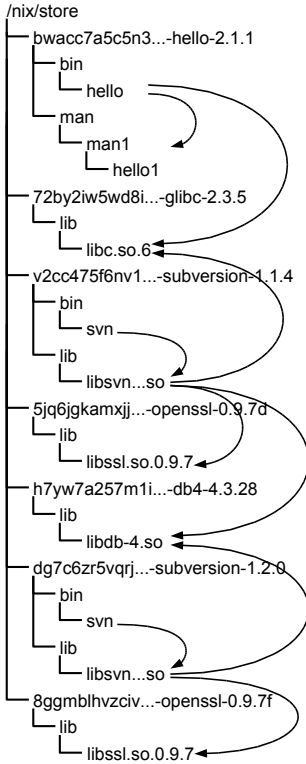 /nix/store
bwacc7a5c5n3...-hello-2.1.1
bin
hello
man
man1
hello1
72by2iw5wd8i...-glibc-2.3.5
lib
libc.so.6
v2cc475f6nv1...-subversion-1.1.4
bin
svn
lib
libsvn...so
5jq6jgkamxjj...-openssl-0.9.7d
lib
libssl.so.0.9.7
h7yw7a257m1i...-db4-4.3.28
lib
libdb-4.so
dg7c6zr5vqrj...-subversion-1.2.0
bin
svn
lib
libsvn...so
8ggmblhvzciv...-openssl-0.9.7f
lib
libssl.so.0.9.7